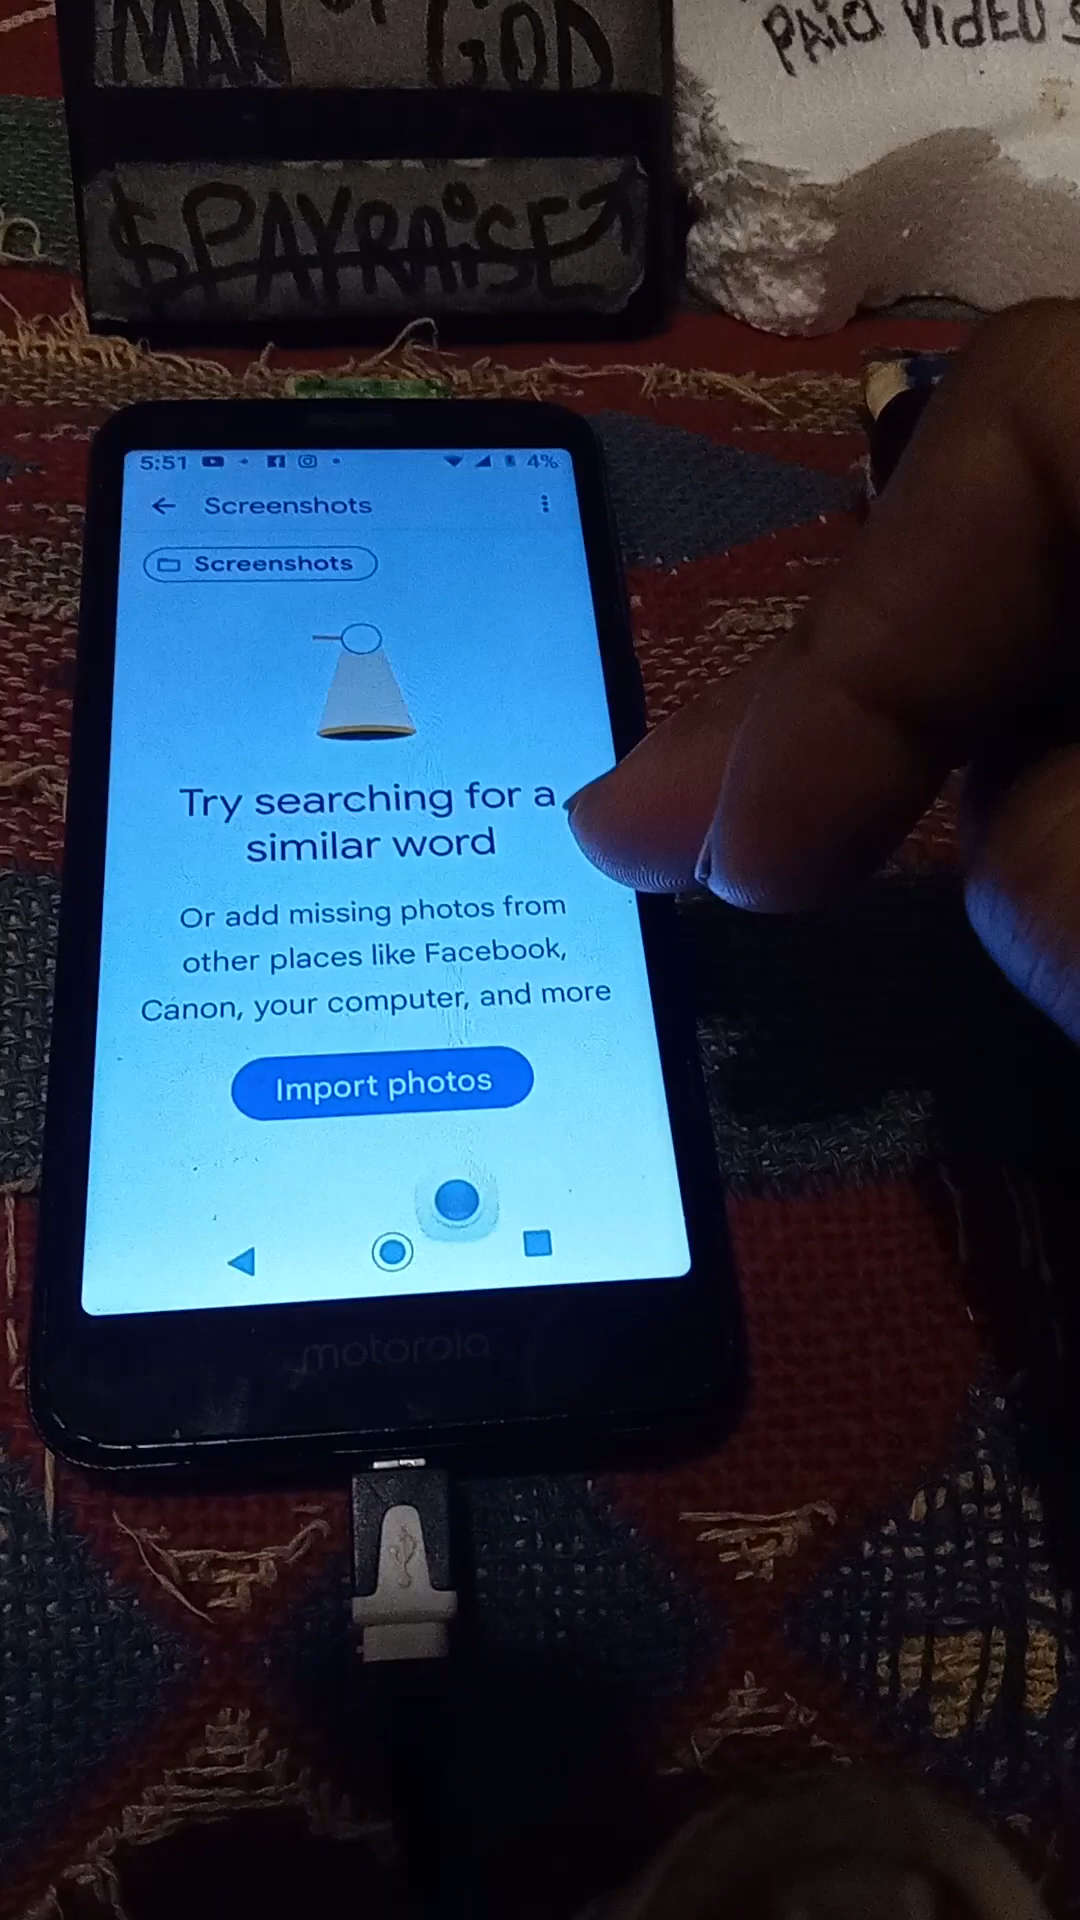 MAN OF GOD
PAiD ViDEO
$PAYRAiSE
5:51
4%
Screenshots
Screenshots
Try searching for a
similar word
Or add missing photos from
other places like Facebook,
Canon, your computer, and more
Import photos
motorola